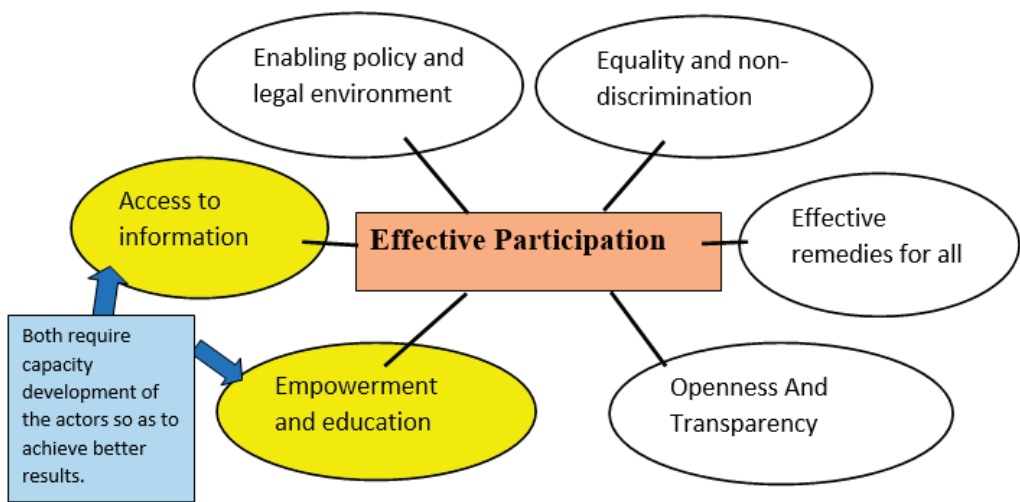 Enabling policy and
legal environment
Equality and non-
discrimination
Access to
information
Effective Participation
Effective
remedies for all
Both require
capacity
development of
the actors so as to
achieve better
results.
Empowerment
and education
Openness And
Transparency